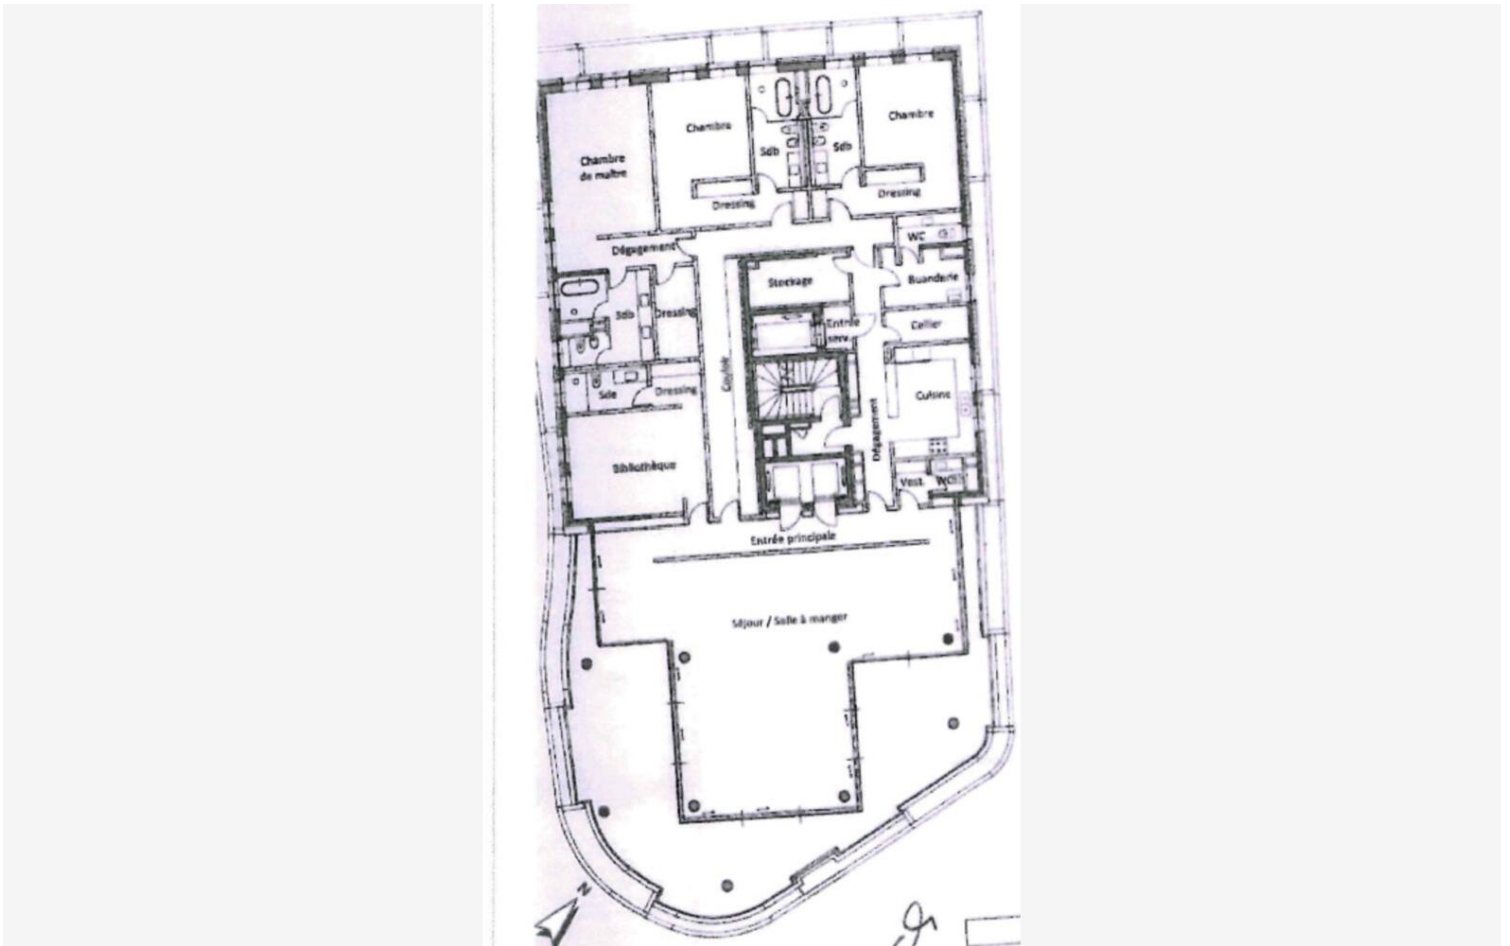 Chambre
Chambre
Chambre
de maître
Sdb
Sdb
Dressing
Dressing
Dégagement
WC
Stockage
Buanderie
Sdb
Dressing
Entrée
serv.
Cellier
Couloir
Sde
Dressing
Cuisine
Dégagement
Bibliothèque
Vest.
WC
Entrée principale
Séjour / Salle à manger
N